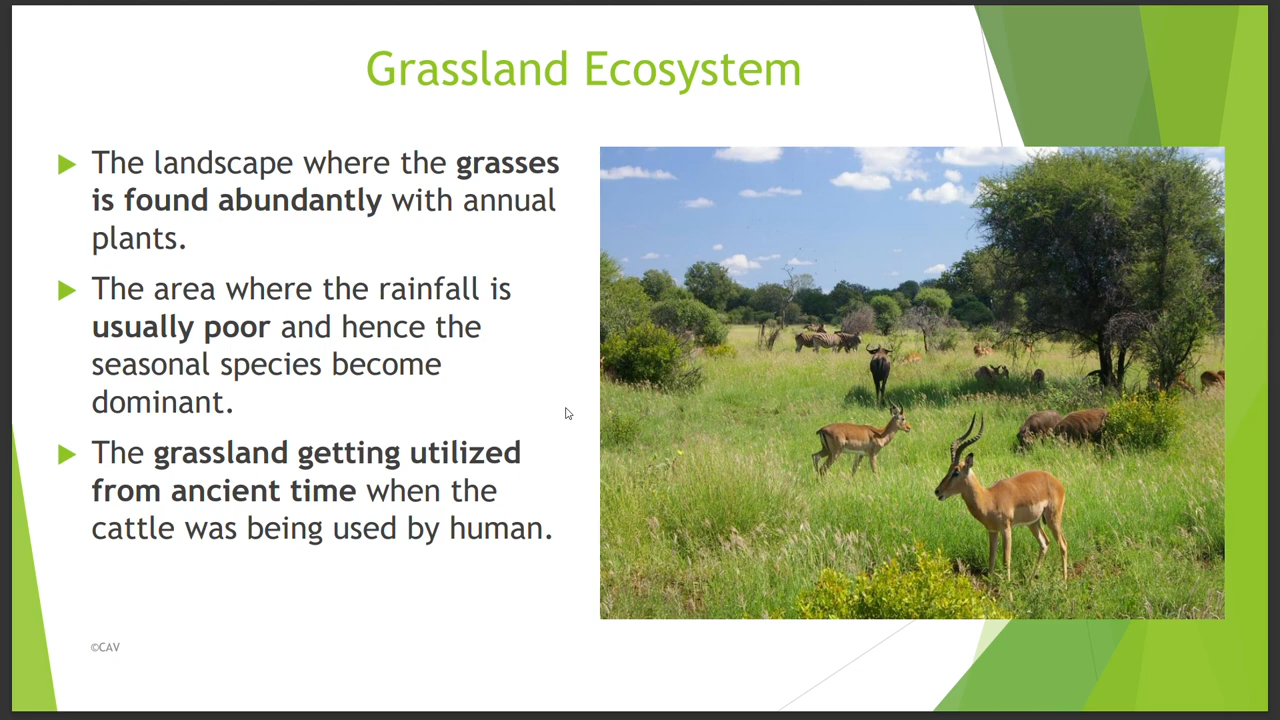 Grassland Ecosystem
The landscape where the grasses
is found abundantly with annual
plants.
The area where the rainfall is
usually poor and hence the
seasonal species become
dominant.
The grassland getting utilized
from ancient time when the
cattle was being used by human.
©CAV